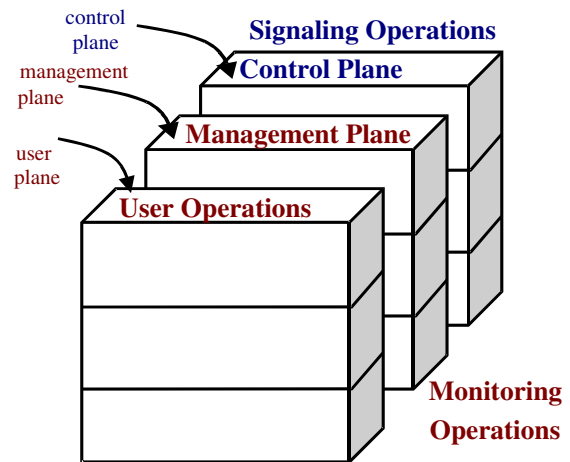 control
plane
Signaling Operations
Control Plane
management
plane
Management Plane
user
plane
User Operations
Monitoring
Operations